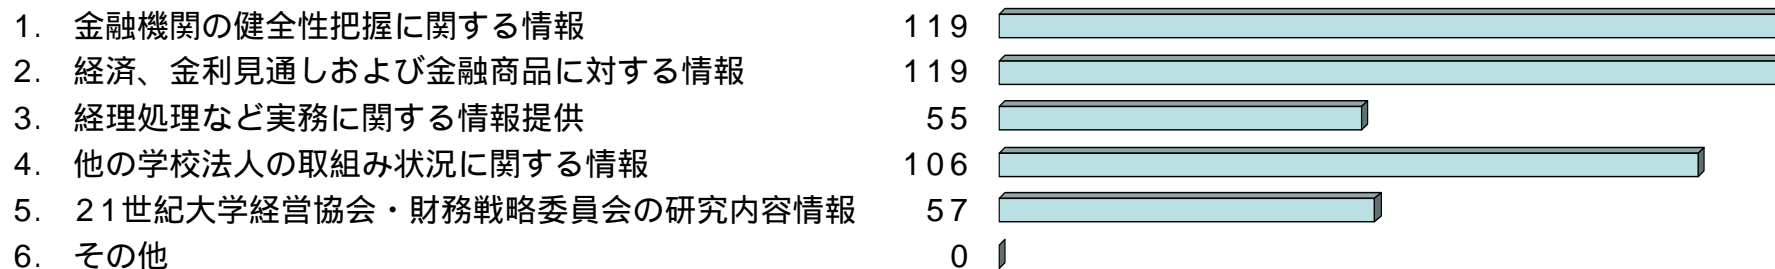 1. 金融機関の健全性把握に関する情報 119
2. 経済、金利見通しおよび金融商品に対する情報 119
3. 経理処理など実務に関する情報提供 55
4. 他の学校法人の取組み状況に関する情報 106
5. 21世紀大学経営協会・財務戦略委員会の研究内容情報 57
6. その他 0